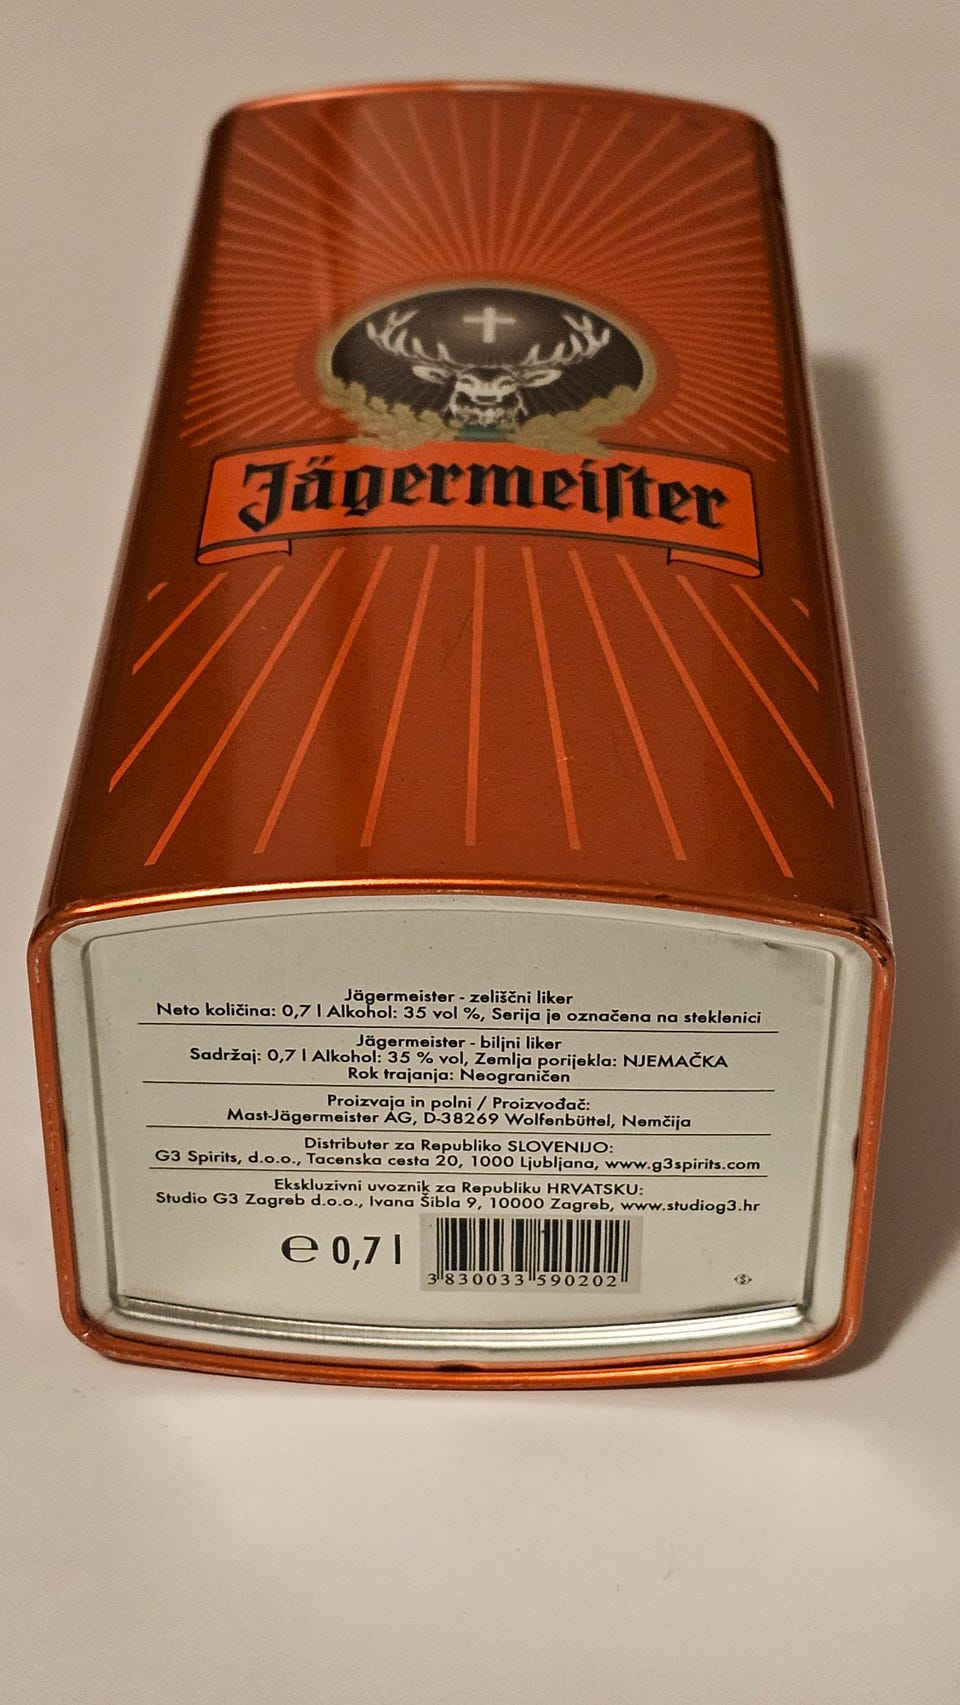 Jägermeiſter
Jägermeister - zeliščni liker
Neto količina: 0,7 l Alkohol: 35 vol %, Serija je označena na steklenici
Jägermeister - biljni liker
Sadržaj: 0,7 l Alkohol: 35 % vol, Zemlja porijekla: NJEMAČKA
Rok trajanja: Neograničen
Proizvaja in polni / Proizvođač:
Mast-Jägermeister AG, D-38269 Wolfenbüttel, Nemčija
Distributer za Republiko SLOVENIJO:
G3 Spirits, d.o.o., Tacenska cesta 20, 1000 Ljubljana, www.g3spirits.com
Ekskluzivni uvoznik za Republiku HRVATSKU:
Studio G3 Zagreb d.o.o., Ivana Šibla 9, 10000 Zagreb, www.studiog3.hr
℮ 0,7 l
3 830033 590202